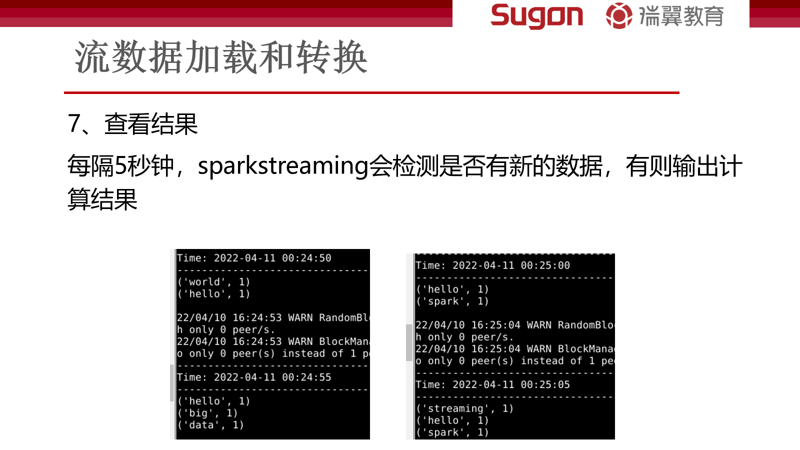 Sugon 瑞翼教育
流数据加载和转换
7、查看结果
每隔5秒钟，sparkstreaming会检测是否有新的数据，有则输出计
算结果
Time: 2022-04-11 00:24:50
-------------------------------
('world', 1)
('hello', 1)
22/04/10 16:24:53 WARN RandomBlo
h only 0 peer/s.
22/04/10 16:24:53 WARN BlockMana
o only 0 peer(s) instead of 1 pe
-------------------------------
Time: 2022-04-11 00:24:55
-------------------------------
('hello', 1)
('big', 1)
('data', 1)
-------------------------------
Time: 2022-04-11 00:25:00
-------------------------------
('hello', 1)
('spark', 1)
22/04/10 16:25:04 WARN RandomBloc
h only 0 peer/s.
22/04/10 16:25:04 WARN BlockManag
o only 0 peer(s) instead of 1 pee
-------------------------------
Time: 2022-04-11 00:25:05
-------------------------------
('streaming', 1)
('hello', 1)
('spark', 1)